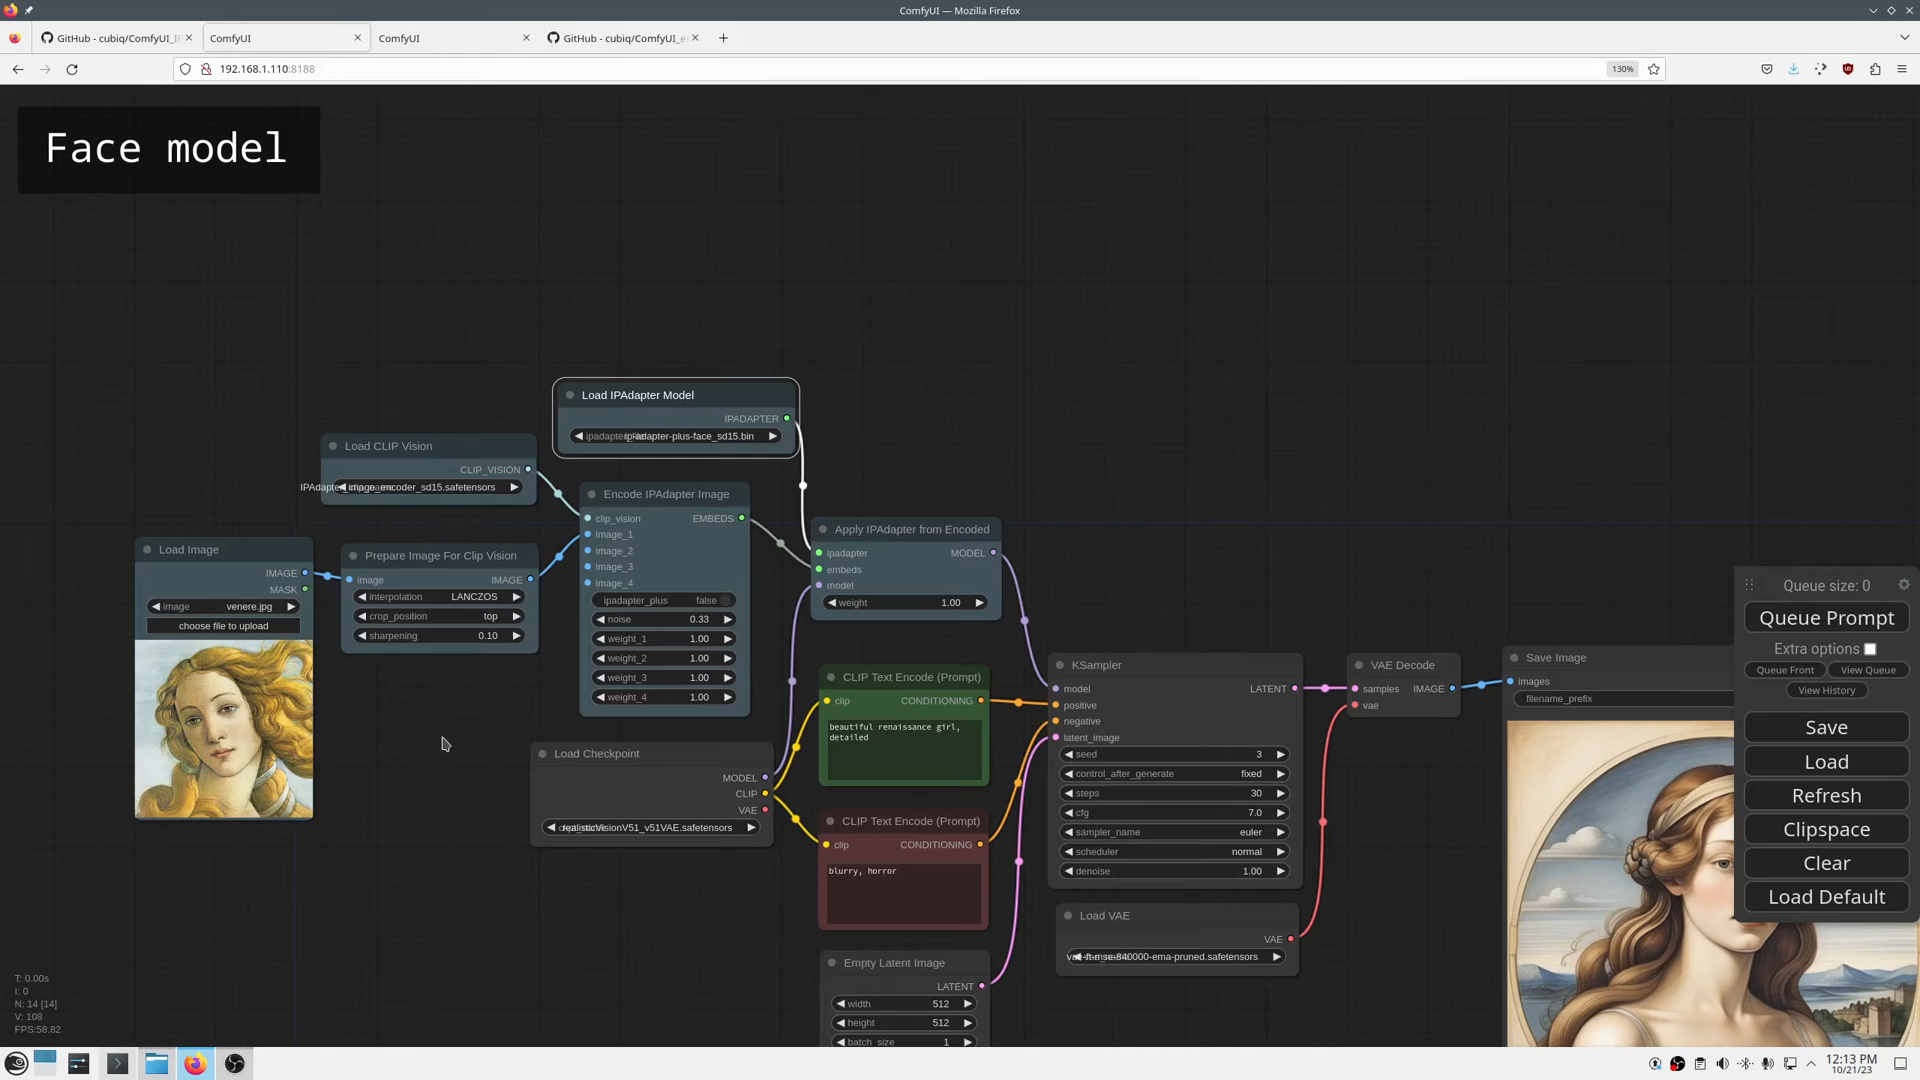 ComfyUI — Mozilla Firefox
GitHub - cubiq/ComfyUI_I
ComfyUI
ComfyUI
GitHub - cubiq/ComfyUI_e
192.168.1.110:8188
130%
Face model
Load IPAdapter Model
IPADAPTER
ip-adapter-plus-face_sd15.bin
Load CLIP Vision
CLIP_VISION
IPAdapter_image_encoder_sd15.safetensors
Encode IPAdapter Image
clip_vision EMBEDS
image_1
image_2
image_3
image_4
ipadapter_plus false
noise 0.33
weight_1 1.00
weight_2 1.00
weight_3 1.00
weight_4 1.00
Apply IPAdapter from Encoded
ipadapter MODEL
embeds
model
weight 1.00
Load Image
IMAGE
MASK
image venere.jpg
choose file to upload
Prepare Image For Clip Vision
image IMAGE
interpolation LANCZOS
crop_position top
sharpening 0.10
Load Checkpoint
MODEL
CLIP
VAE
realisticVisionV51_v51VAE.safetensors
CLIP Text Encode (Prompt)
clip CONDITIONING
beautiful renaissance girl,
detailed
CLIP Text Encode (Prompt)
clip CONDITIONING
blurry, horror
Empty Latent Image
LATENT
width 512
height 512
batch_size 1
KSampler
model LATENT
positive
negative
latent_image
seed 3
control_after_generate fixed
steps 30
cfg 7.0
sampler_name euler
scheduler normal
denoise 1.00
Load VAE
VAE
vae-ft-mse-840000-ema-pruned.safetensors
VAE Decode
samples IMAGE
vae
Save Image
images
filename_prefix
Queue size: 0
Queue Prompt
Extra options
Queue Front View Queue
View History
Save
Load
Refresh
Clipspace
Clear
Load Default
T: 0.00s
I: 0
N: 14 [14]
V: 108
FPS:58.82
12:13 PM
10/21/23